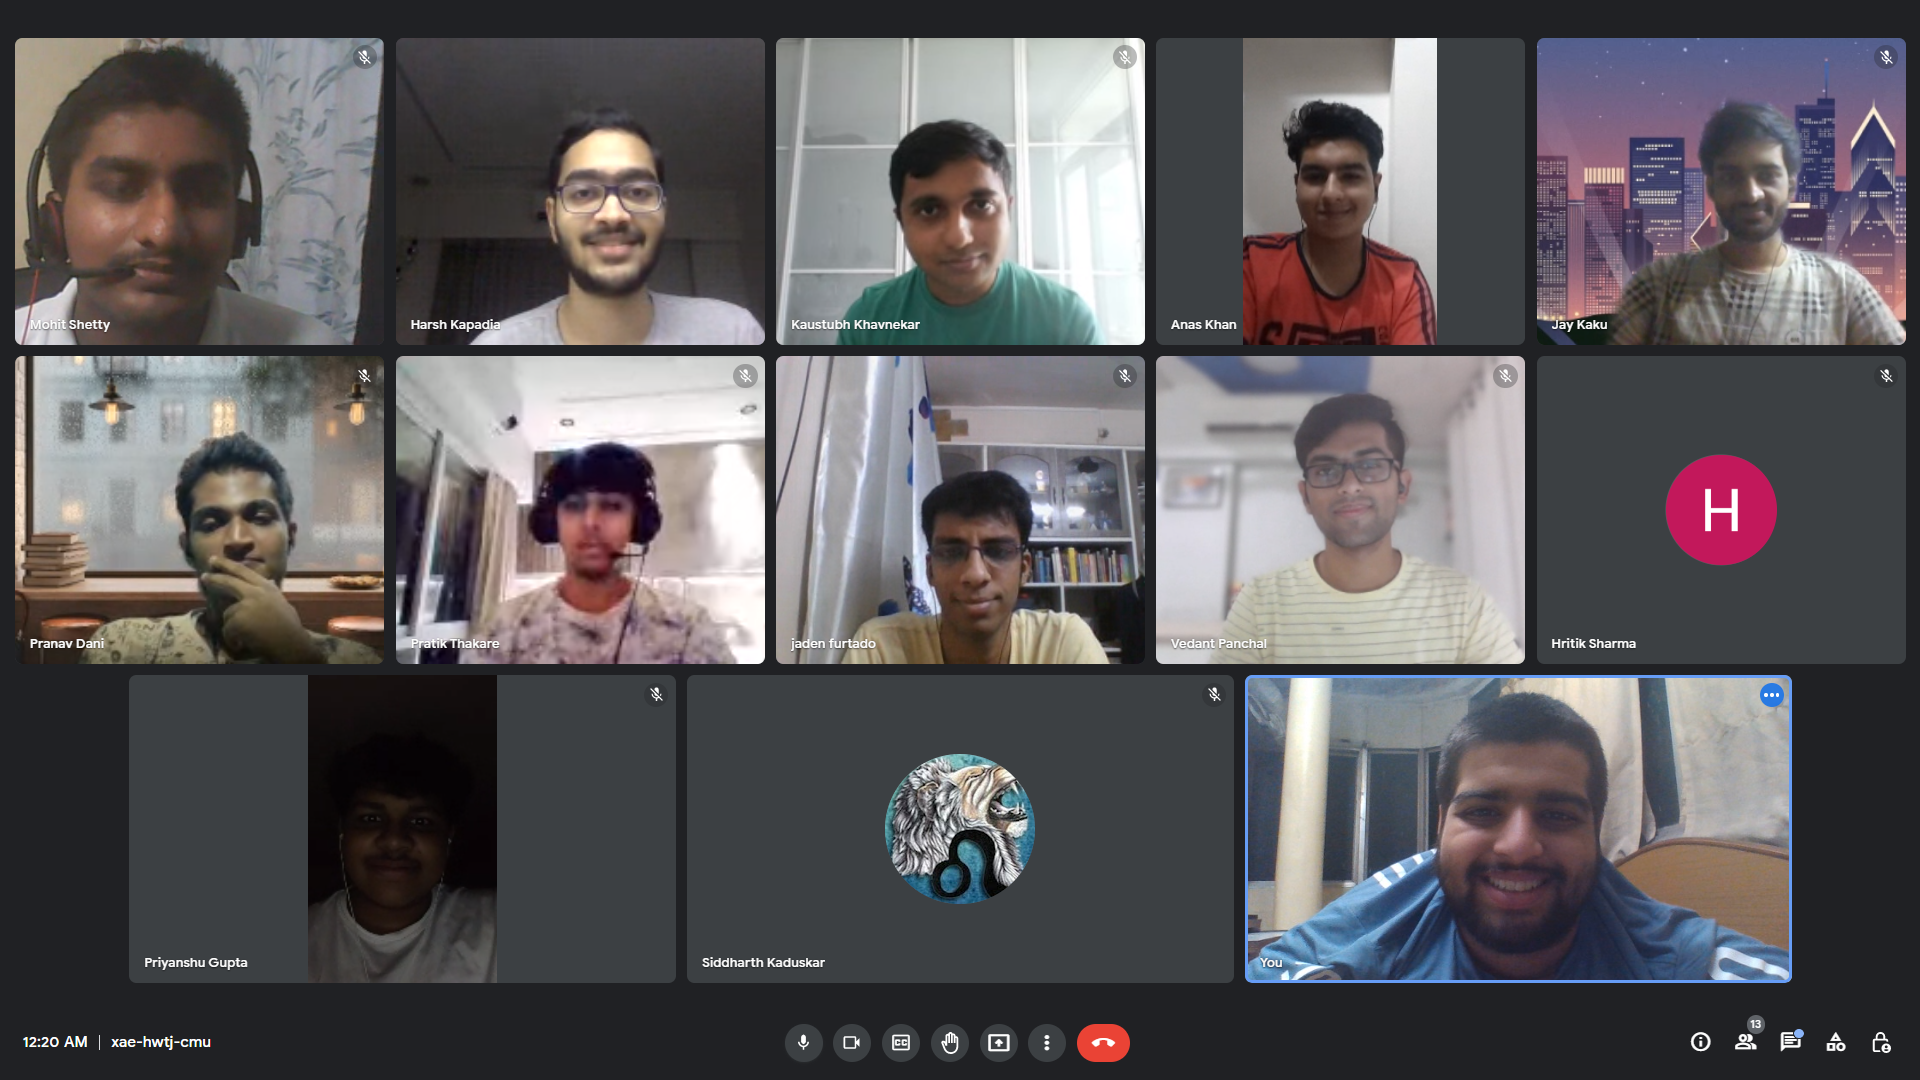 Mohit Shetty
Harsh Kapadia
Kaustubh Khavnekar
Anas Khan
Jay Kaku
Pranav Dani
Pratik Thakare
jaden furtado
Vedant Panchal
H
Hritik Sharma
Priyanshu Gupta
Siddharth Kaduskar
You
12:20 AM | xae-hwtj-cmu
CC
13